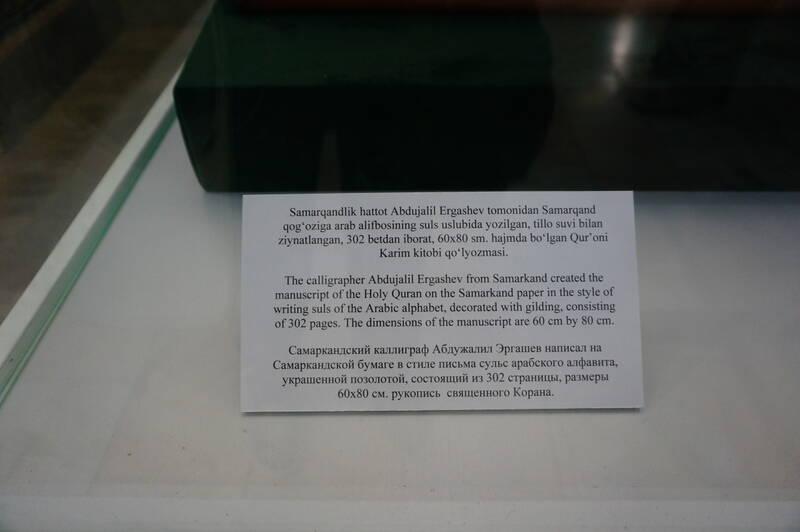 Samarqandlik hattot Abdujalil Ergashev tomonidan Samarqand
qog‘oziga arab alifbosining suls uslubida yozilgan, tillo suvi bilan
ziynatlangan, 302 betdan iborat, 60x80 sm. hajmda bo‘lgan Qur’oni
Karim kitobi qo‘lyozmasi.
The calligrapher Abdujalil Ergashev from Samarkand created the
manuscript of the Holy Quran on the Samarkand paper in the style of
writing suls of the Arabic alphabet, decorated with gilding, consisting
of 302 pages. The dimensions of the manuscript are 60 cm by 80 cm.
Самаркандский каллиграф Абдужалил Эргашев написал на
Самаркандской бумаге в стиле письма сульс арабского алфавита,
украшенной позолотой, состоящий из 302 страницы, размеры
60x80 см. рукопись священного Корана.